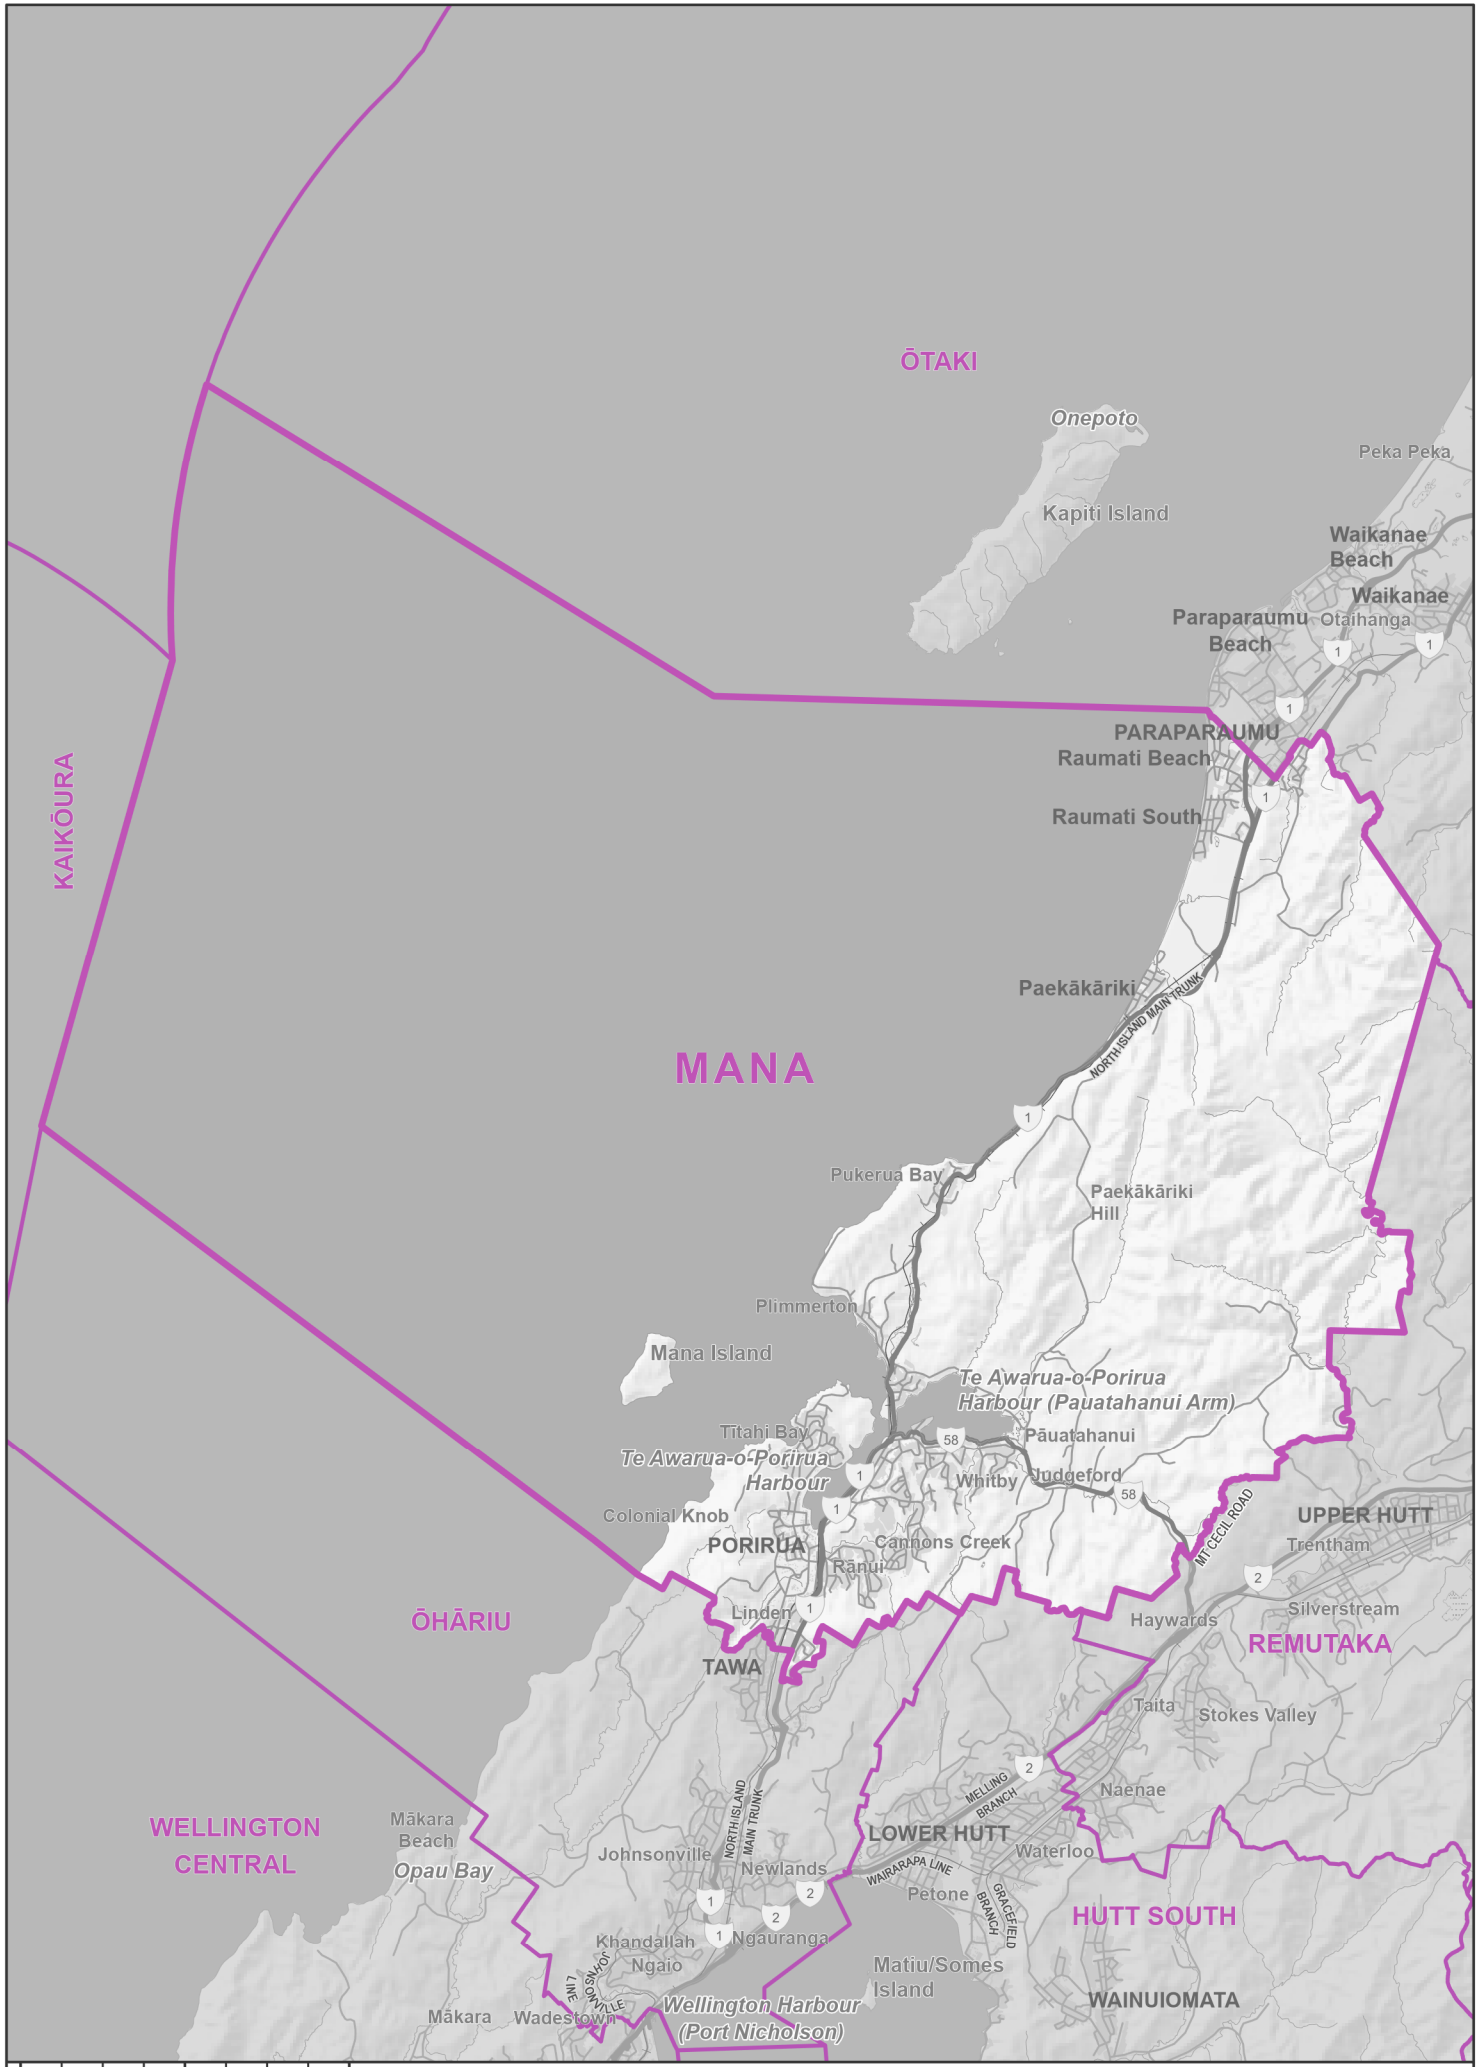 ŌTAKI
Onepoto
Peka Peka
Kapiti Island
Waikanae
Beach
Waikanae
Paraparaumu
Beach
Otaihanga
1
1
1
PARAPARAUMU
Raumati Beach
KAIKŌURA
1
Raumati South
Paekākāriki
NORTH ISLAND MAIN TRUNK
MANA
1
Pukerua Bay
Paekākāriki
Hill
Plimmerton
Mana Island
Te Awarua-o-Porirua
Harbour (Pauatahanui Arm)
Tītahi Bay
58
Pāuatahanui
Te Awarua-o-Porirua
Harbour
1
Whitby
Judgeford
58
Colonial Knob
1
MT CECIL ROAD
UPPER HUTT
PORIRUA
Cannons Creek
Trentham
Rānui
2
Linden
1
Silverstream
ŌHĀRIU
Haywards
REMUTAKA
TAWA
Taita
Stokes Valley
2
MELLING
BRANCH
Naenae
NORTH ISLAND
MAIN TRUNK
WELLINGTON
CENTRAL
Mākara
Beach
LOWER HUTT
Johnsonville
Waterloo
Opau Bay
Newlands
WAIRARAPA LINE
Petone
GRACEFIELD
BRANCH
1
2
2
HUTT SOUTH
1
Ngauranga
Khandallah
Ngaio
JOHNSONVILLE
LINE
Matiu/Somes
Island
WAINUIOMATA
Mākara
Wadestown
Wellington Harbour
(Port Nicholson)